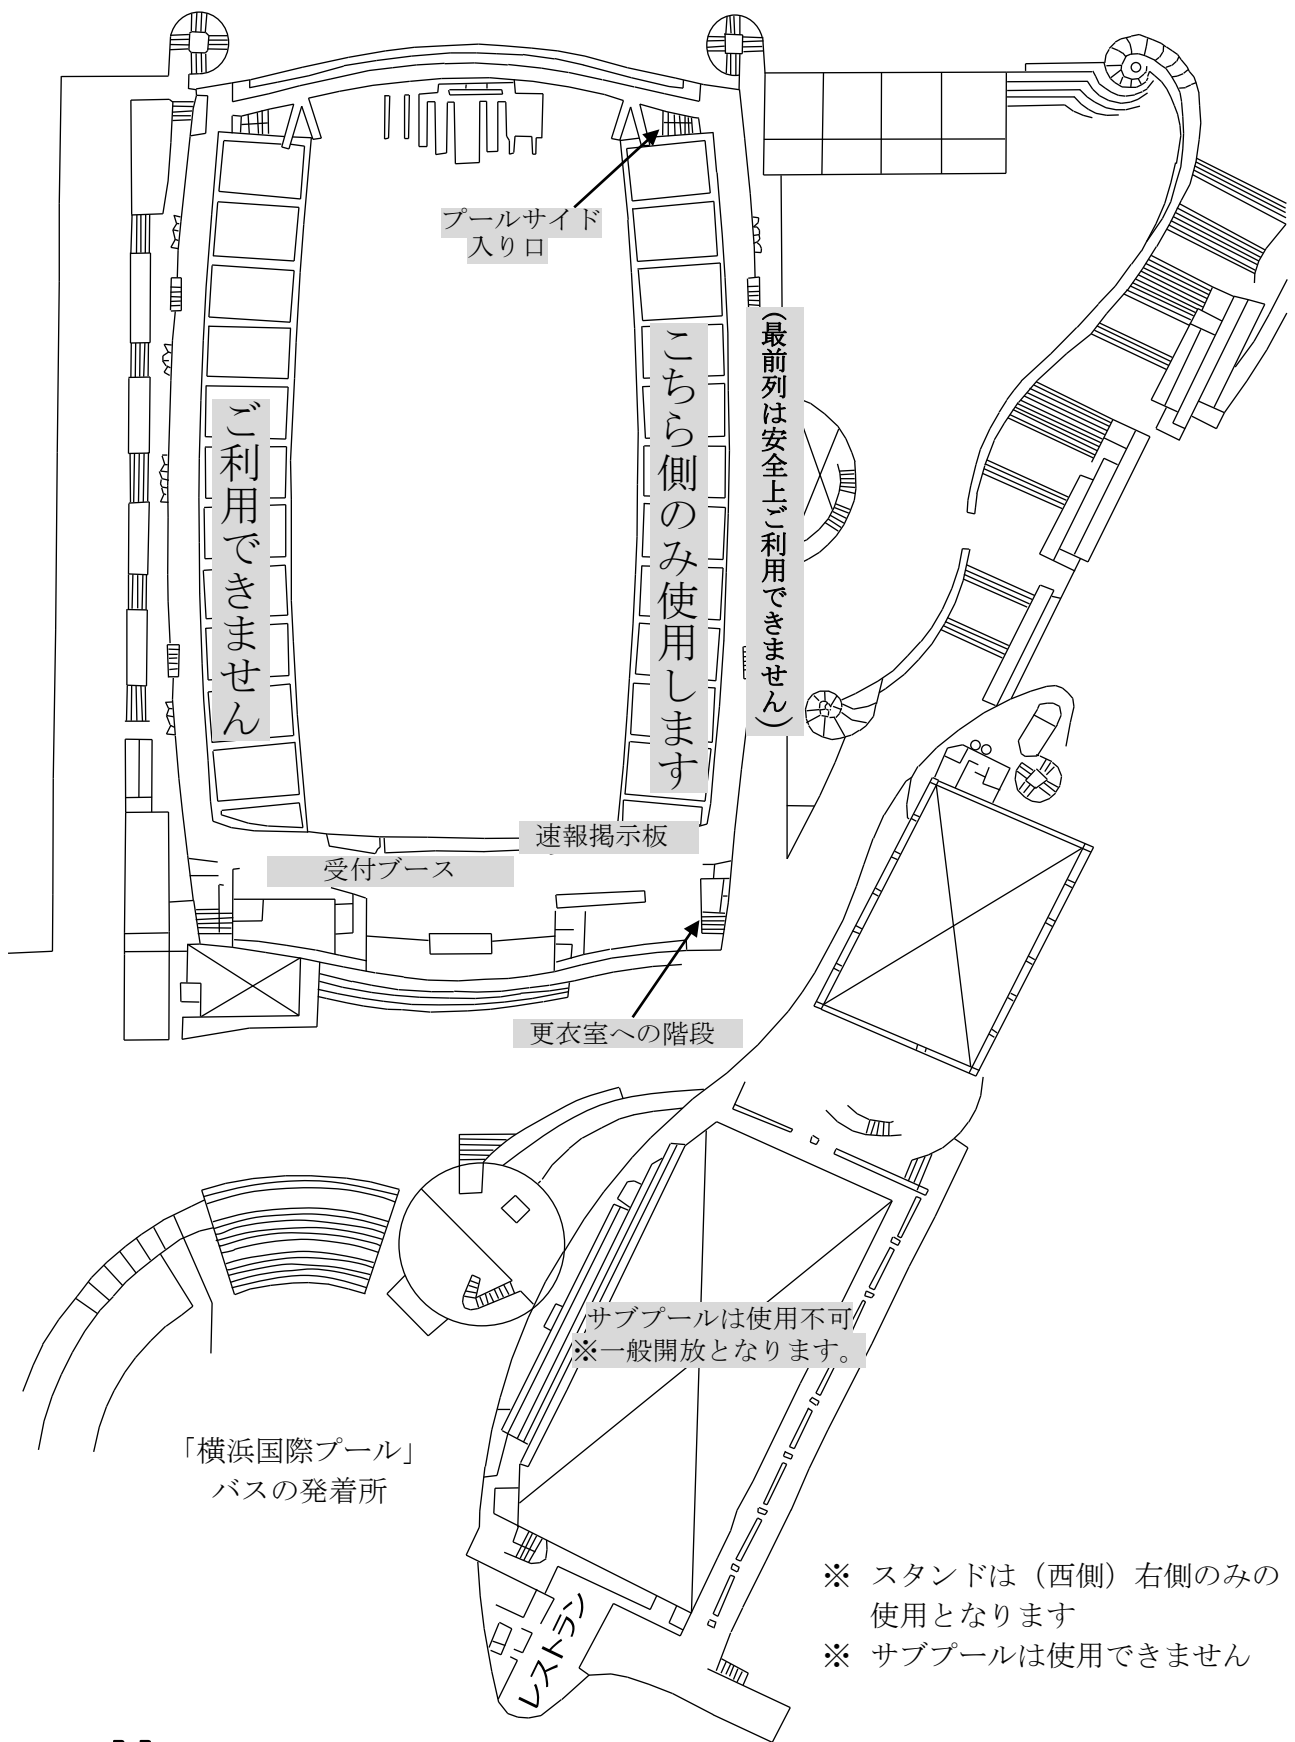 プールサイド
入り口
(最前列は安全上ご利用できません)
こちら側のみ使用します
ご利用できません
速報掲示板
受付ブース
更衣室への階段
サブプールは使用不可
※一般開放となります。
「横浜国際プール」
バスの発着所
※ スタンドは（西側）右側のみの
使用となります
※ サブプールは使用できません
レストラン